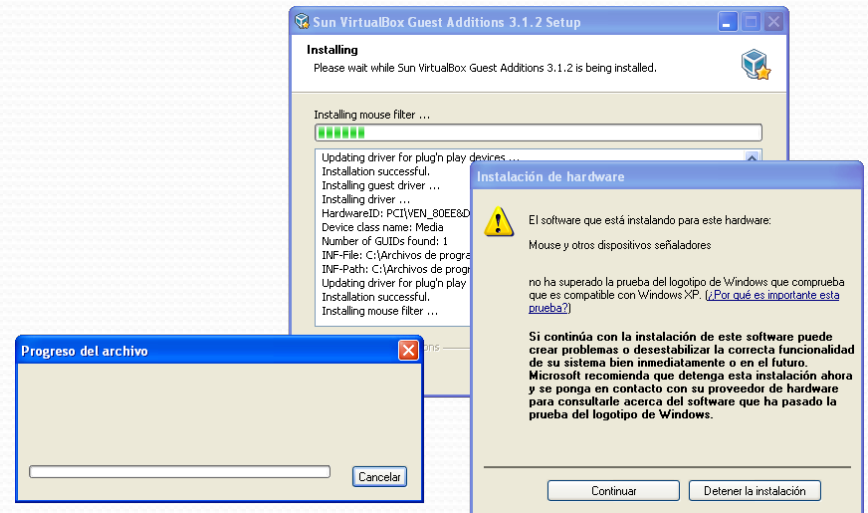 Sun VirtualBox Guest Additions 3.1.2 Setup
Installing
Please wait while Sun VirtualBox Guest Additions 3.1.2 is being installed.
Installing mouse filter ...
Updating driver for plug'n play devices ...
Installation successful.
Installing guest driver ...
Installing driver ...
HardwareID: PCI\VEN_80EE&D
Device class name: Media
Number of GUIDs found: 1
INF-File: C:\Archivos de progra
INF-Path: C:\Archivos de progr
Updating driver for plug'n play
Installation successful.
Installing mouse filter ...
Instalación de hardware
El software que está instalando para este hardware:
Mouse y otros dispositivos señaladores
no ha superado la prueba del logotipo de Windows que comprueba
que es compatible con Windows XP. (¿Por qué es importante esta
prueba?)
Si continúa con la instalación de este software puede
crear problemas o desestabilizar la correcta funcionalidad
de su sistema bien inmediatamente o en el futuro.
Microsoft recomienda que detenga esta instalación ahora
y se ponga en contacto con su proveedor de hardware
para consultarle acerca del software que ha pasado la
prueba del logotipo de Windows.
Continuar
Detener la instalación
Progreso del archivo
Cancelar